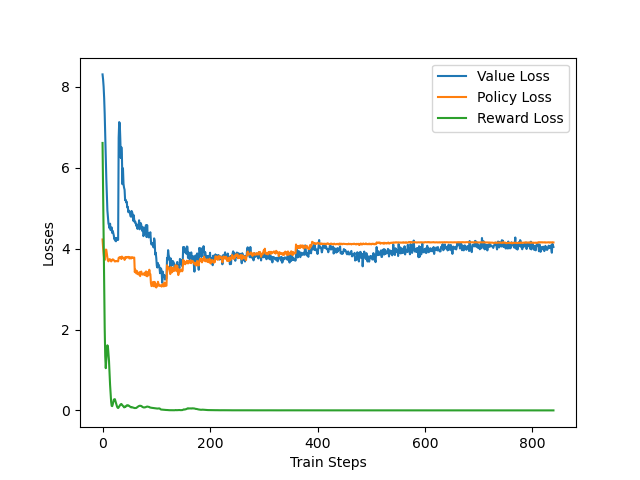 Value Loss
Policy Loss
Reward Loss
Losses
8
6
4
2
0
0 200 400 600 800
Train Steps